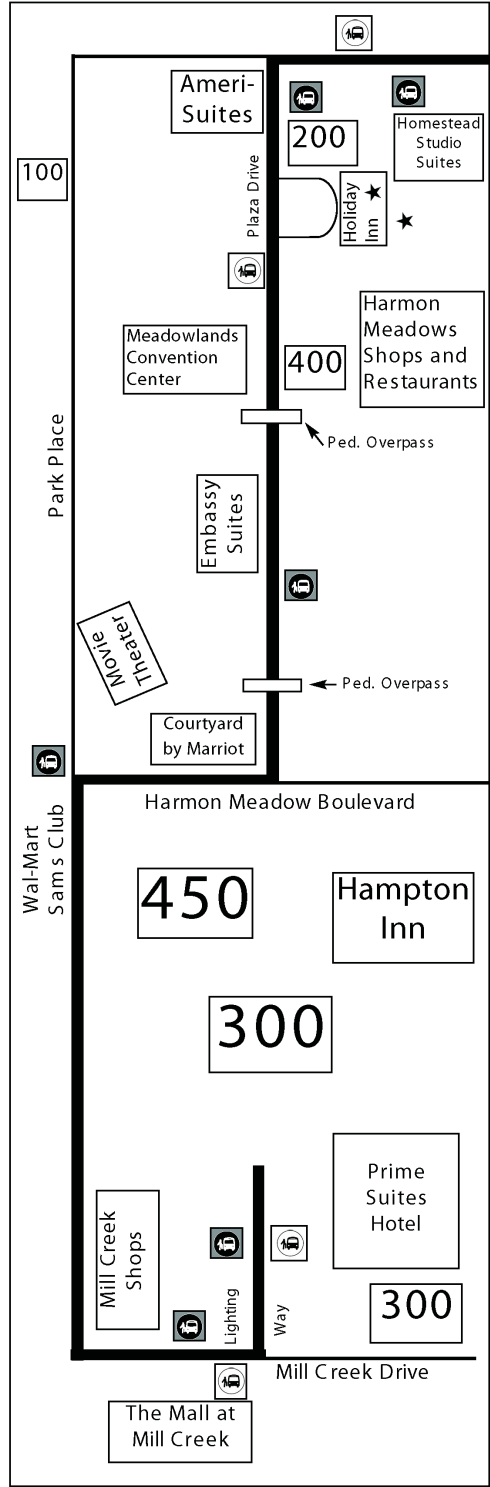 Ameri-
Suites
200
Homestead
Studio
Suites
100
Plaza Drive
Holiday
Inn
Meadowlands
Convention
Center
400
Harmon
Meadows
Shops and
Restaurants
Ped. Overpass
Park Place
Embassy
Suites
Movie
Theater
Ped. Overpass
Courtyard
by Marriot
Wal-Mart
Sam s Club
Harmon Meadow Boulevard
450
Hampton
Inn
300
Prime
Suites
Hotel
Mill Creek
Shops
Lighting
Way
300
Mill Creek Drive
The Mall at
Mill Creek